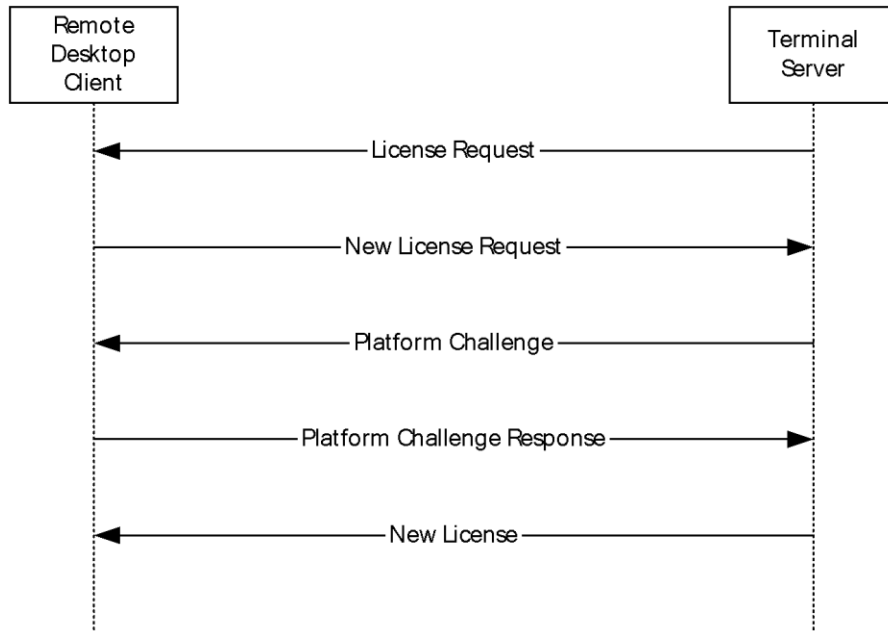 Remote
Desktop
Client
Terminal
Server
License Request
New License Request
Platform Challenge
Platform Challenge Response
New License